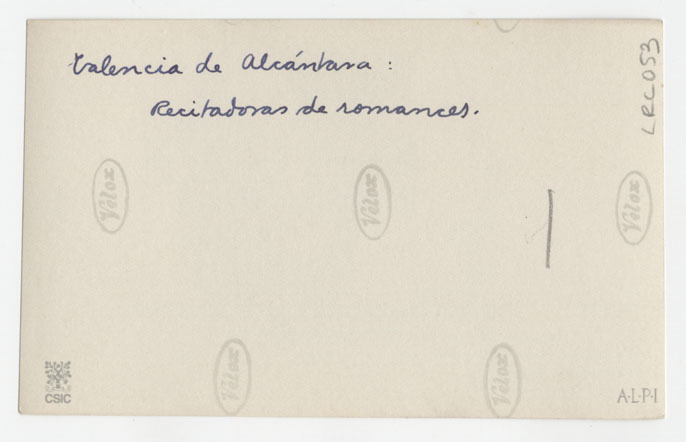 Valencia de Alcántara:
Recitadoras de romances.
LRC053
Velox
Velox
Velox
Velox
Velox
CSIC
A·L·P·I